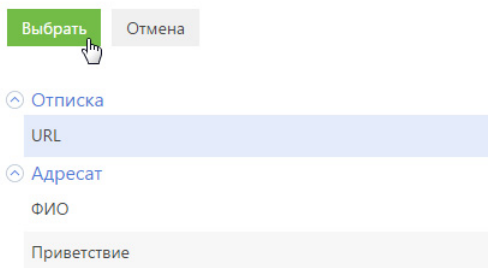 Выбрать Отмена
Отписка
URL
Адресат
ФИО
Приветствие